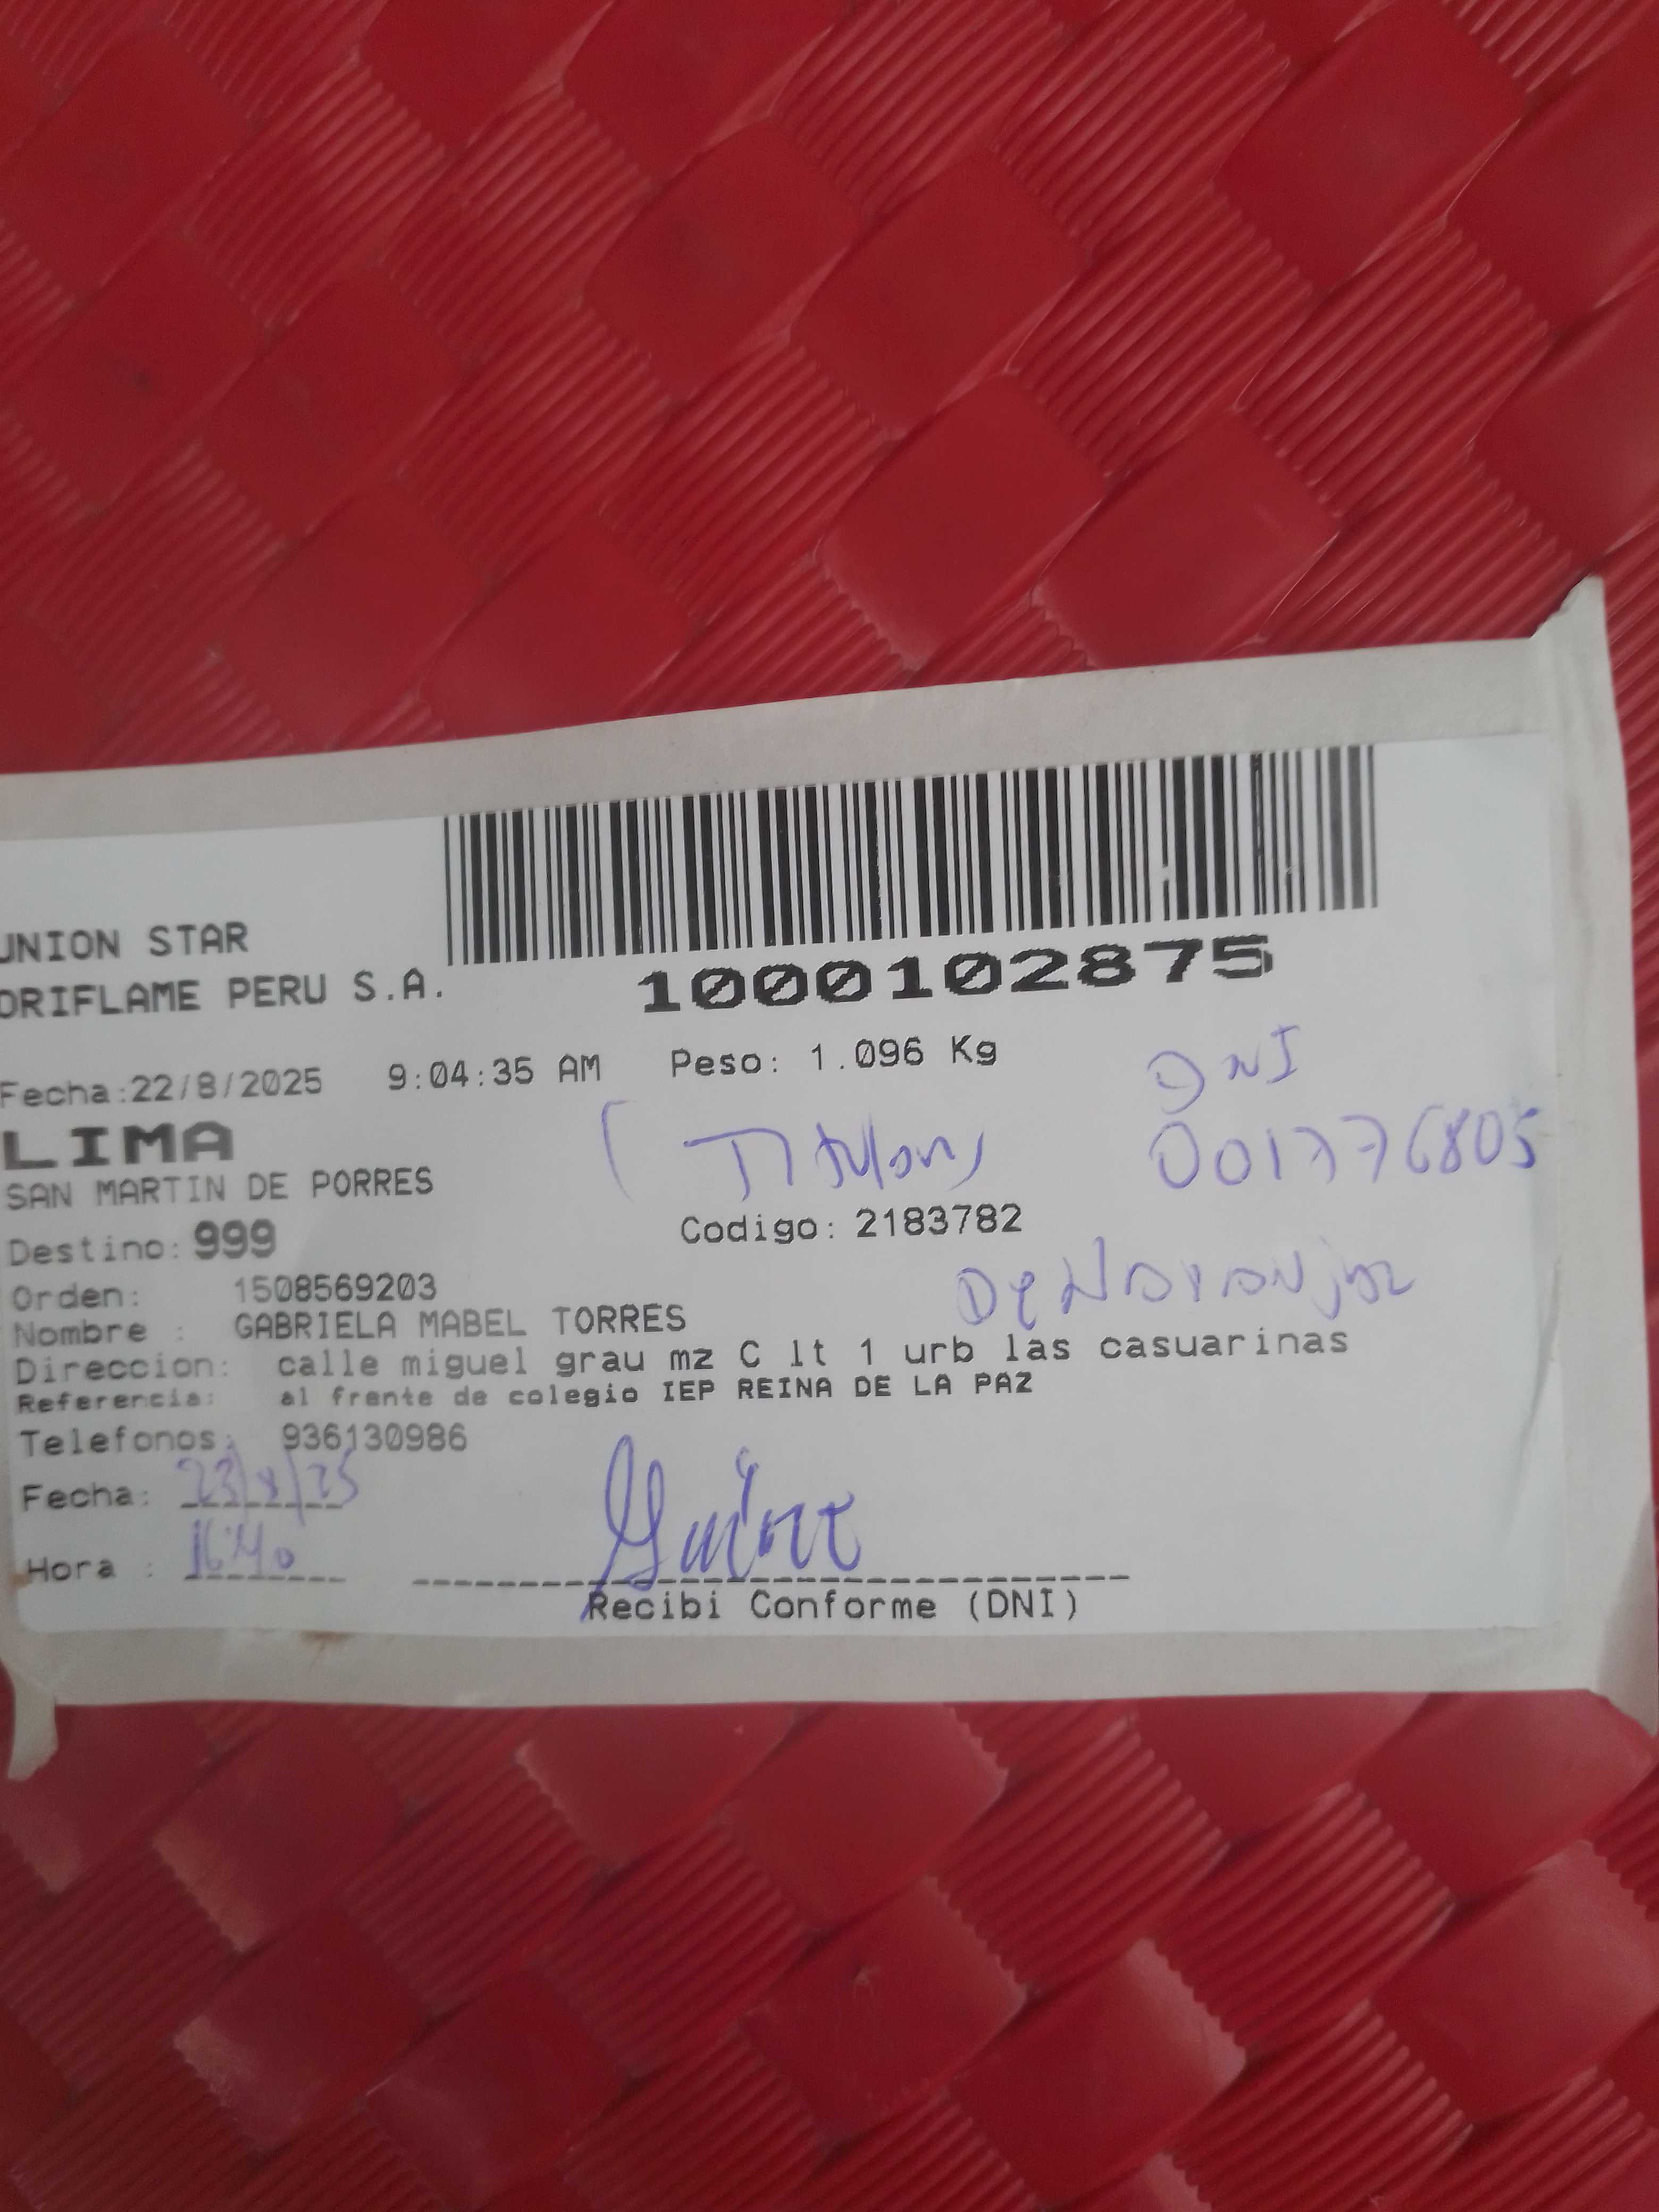 UNION STAR
ORIFLAME PERU S.A.
1000102875
Fecha:22/8/2025 9:04:35 AM Peso: 1.096 Kg
DNI
LIMA
(Titular)
001776805
SAN MARTIN DE PORRES
Destino: 999
Codigo: 2183782
Orden: 1508569203
Nombre : GABRIELA MABEL TORRES
Direccion: calle miguel grau mz C lt 1 urb las casuarinas
Referencia: al frente de colegio IEP REINA DE LA PAZ
Telefonos: 936130986
Fecha: 23/8/25
Hora : 16:40
Recibi Conforme (DNI)